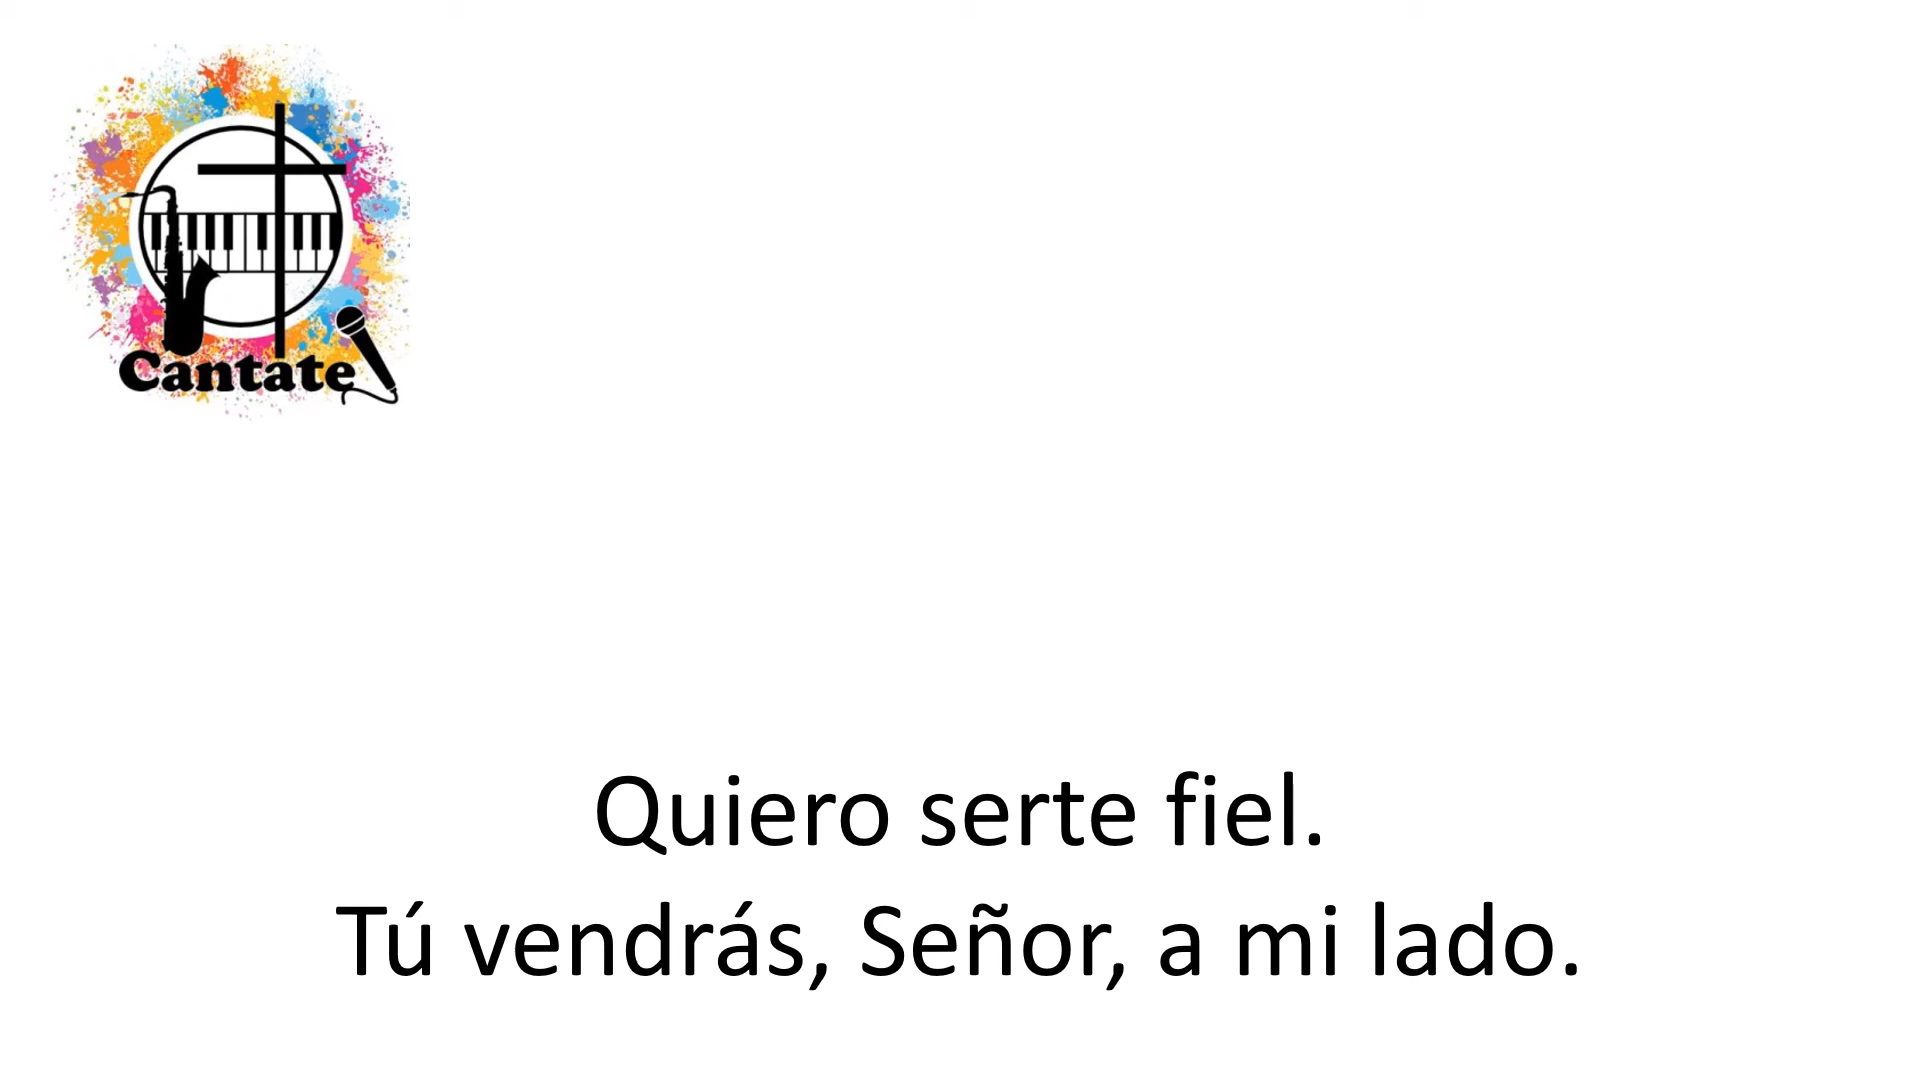 Cantate
Quiero serte fiel.
Tú vendrás, Señor, a mi lado.